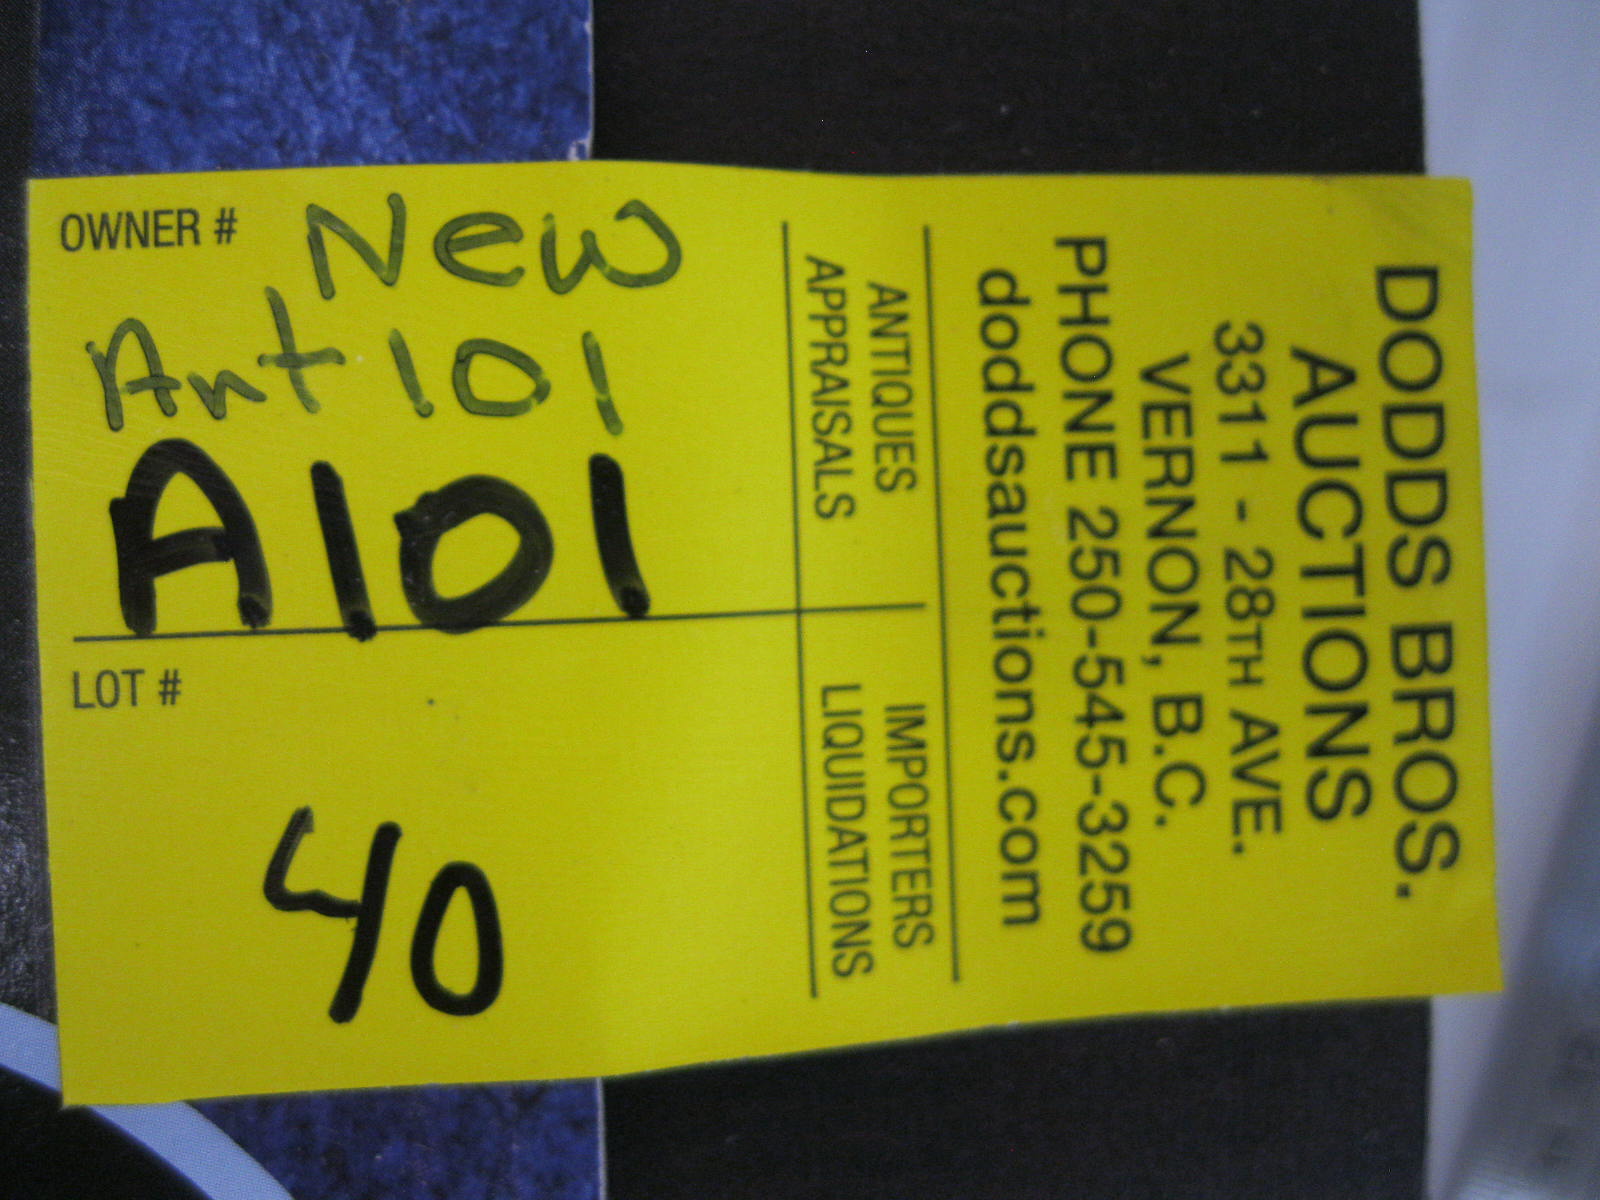 OWNER # New
Ant 101
A101
LOT #
40
DODDS BROS.
AUCTIONS
3311 - 28TH AVE.
VERNON, B.C.
PHONE 250-545-3259
doddsauctions.com
ANTIQUES
APPRAISALS
IMPORTERS
LIQUIDATIONS